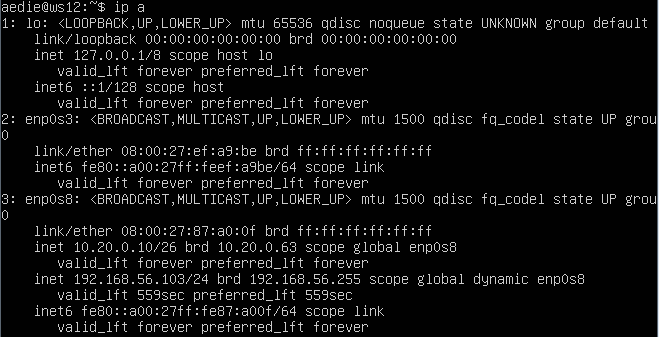 aedie@ws12:~$ ip a
1: lo: <LOOPBACK,UP,LOWER_UP> mtu 65536 qdisc noqueue state UNKNOWN group default
    link/loopback 00:00:00:00:00:00 brd 00:00:00:00:00:00
    inet 127.0.0.1/8 scope host lo
       valid_lft forever preferred_lft forever
    inet6 ::1/128 scope host
       valid_lft forever preferred_lft forever
2: enp0s3: <BROADCAST,MULTICAST,UP,LOWER_UP> mtu 1500 qdisc fq_codel state UP grou
0
    link/ether 08:00:27:ef:a9:be brd ff:ff:ff:ff:ff:ff
    inet6 fe80::a00:27ff:feef:a9be/64 scope link
       valid_lft forever preferred_lft forever
3: enp0s8: <BROADCAST,MULTICAST,UP,LOWER_UP> mtu 1500 qdisc fq_codel state UP grou
0
    link/ether 08:00:27:87:a0:0f brd ff:ff:ff:ff:ff:ff
    inet 10.20.0.10/26 brd 10.20.0.63 scope global enp0s8
       valid_lft forever preferred_lft forever
    inet 192.168.56.103/24 brd 192.168.56.255 scope global dynamic enp0s8
       valid_lft 559sec preferred_lft 559sec
    inet6 fe80::a00:27ff:fe87:a00f/64 scope link
       valid_lft forever preferred_lft forever